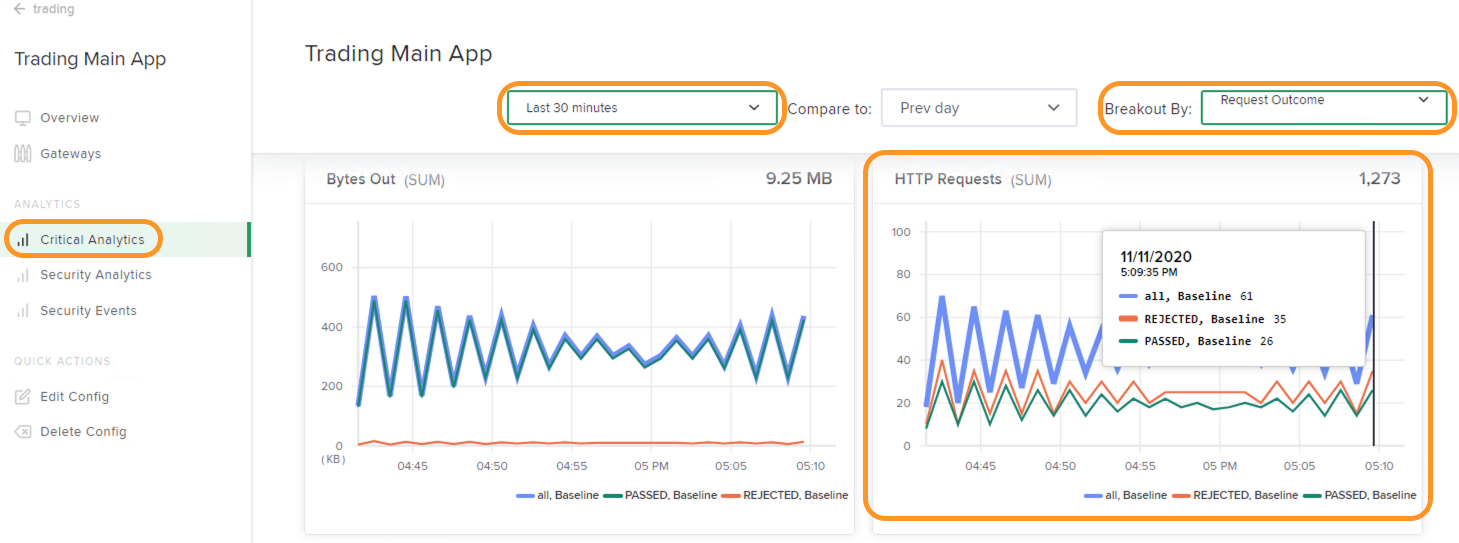 trading
Trading Main App
Overview
Gateways
ANALYTICS
Critical Analytics
Security Analytics
Security Events
QUICK ACTIONS
Edit Config
Delete Config
Trading Main App
Last 30 minutes
Compare to:
Prev day
Breakout By:
Request Outcome
Bytes Out (SUM)
9.25 MB
600
400
200
0
(KB)
04:45 04:50 04:55 05 PM 05:05 05:10
all, Baseline PASSED, Baseline REJECTED, Baseline
HTTP Requests (SUM)
1,273
100
80
60
40
20
0
11/11/2020
5:09:35 PM
all, Baseline 61
REJECTED, Baseline 35
PASSED, Baseline 26
04:45 04:50 04:55 05 PM 05:05 05:10
all, Baseline REJECTED, Baseline PASSED, Baseline